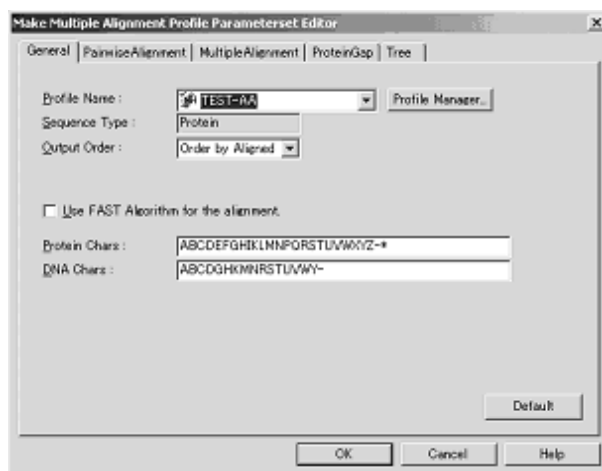 Make Multiple Alignment Profile Parameterset Editor
General PairwiseAlignment MultipleAlignment ProteinGap Tree
Profile Name : TEST-AA Profile Manager...
Sequence Type : Protein
Output Order : Order by Aligned
Use FAST Algorithm for the alignment.
Protein Chars : ABCDEFGHIKLMNPQRSTUVWXYZ-*
DNA Chars : ABCDGHKMNRSTUVWY-
Default
OK Cancel Help